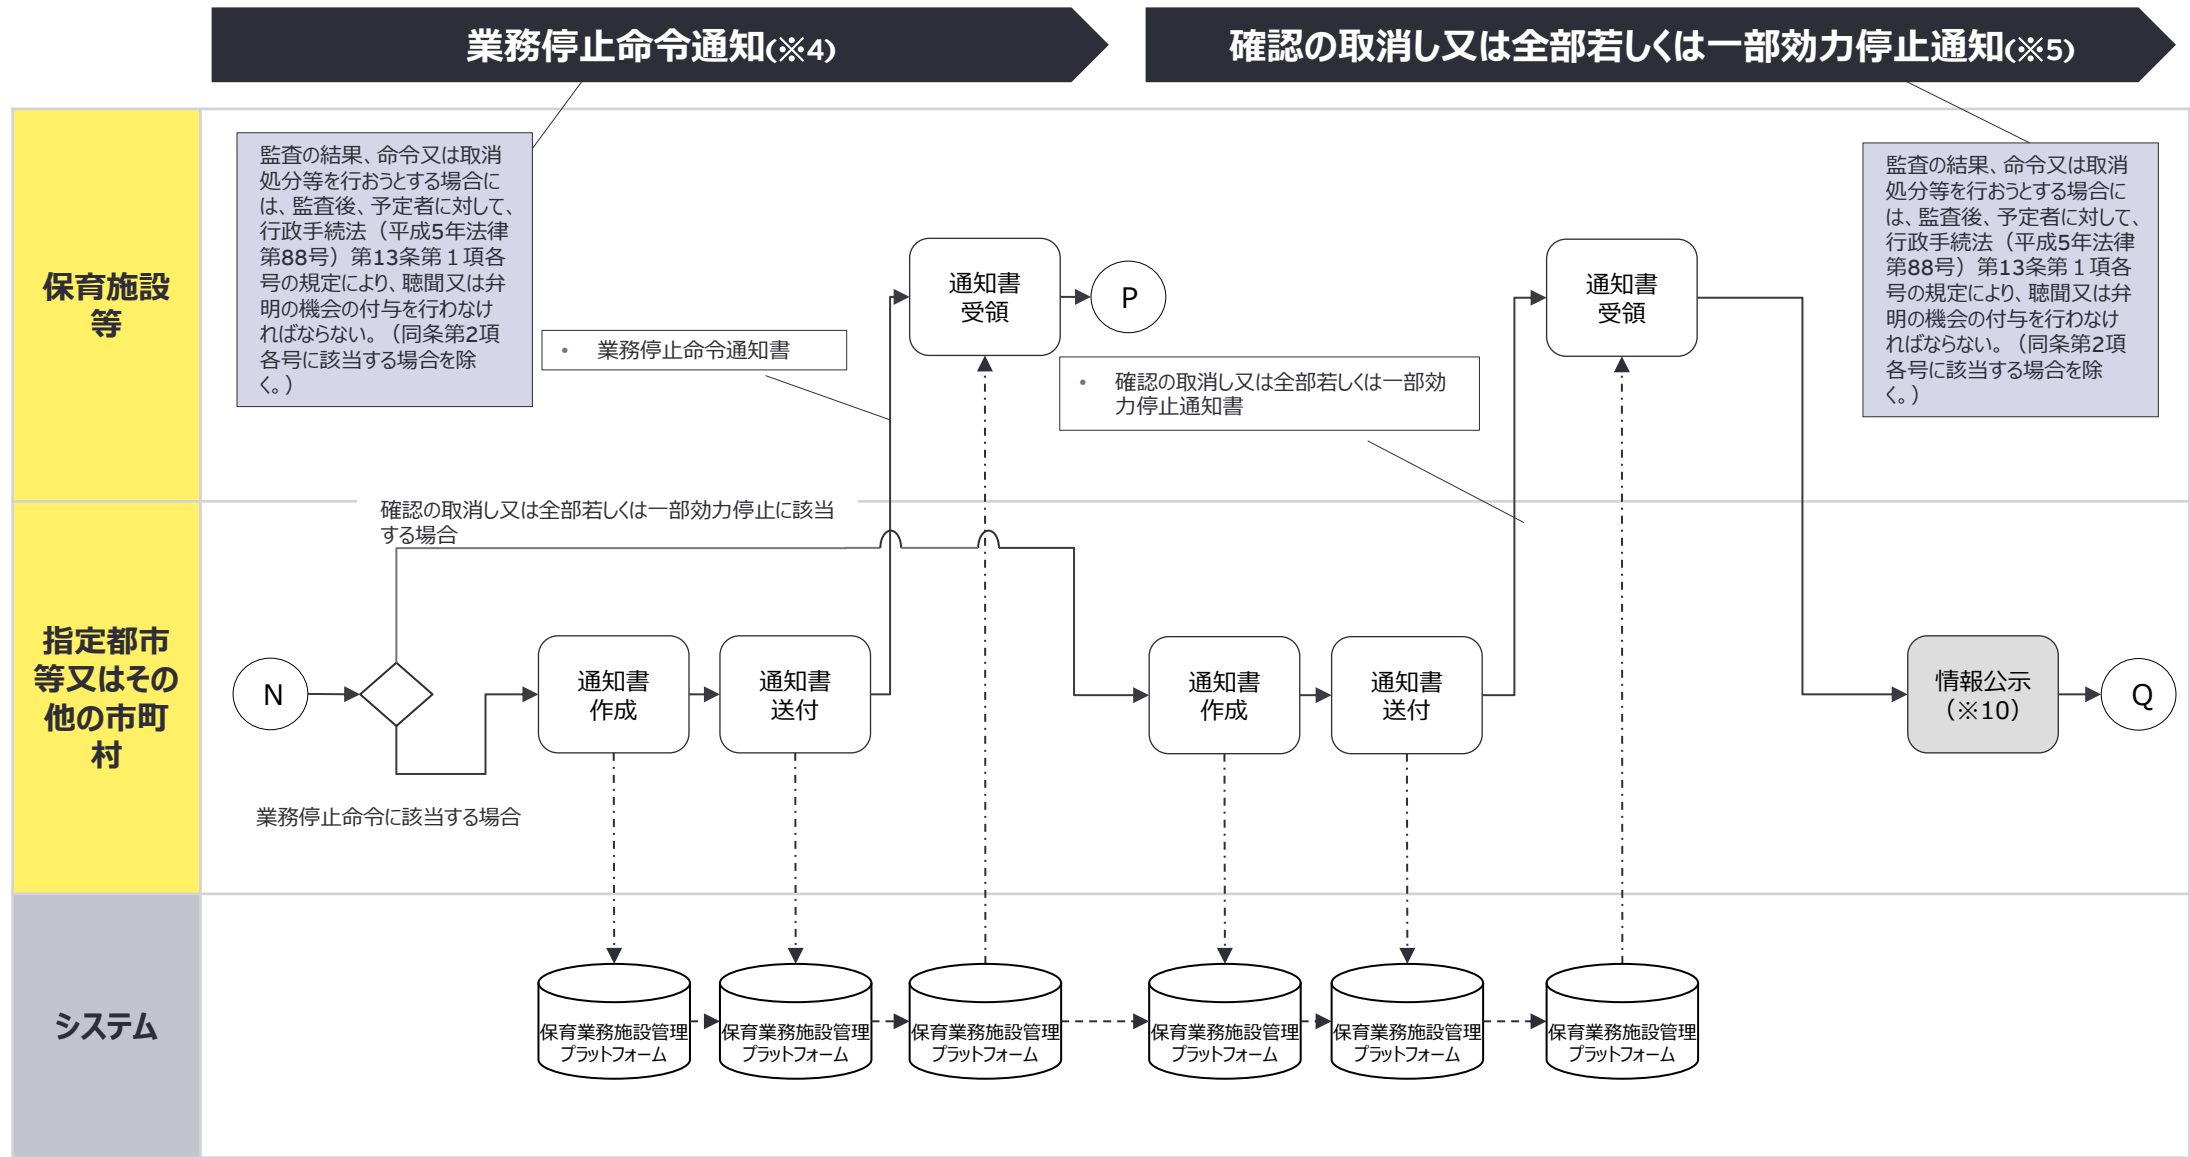 業務停止命令通知(※4)
確認の取消し又は全部若しくは一部効力停止通知(※5)
保育施設
等
監査の結果、命令又は取消
処分等を行おうとする場合に
は、監査後、予定者に対して、
行政手続法（平成5年法律
第88号）第13条第１項各
号の規定により、聴聞又は弁
明の機会の付与を行わなけ
ればならない。（同条第2項
各号に該当する場合を除
く。）
• 業務停止命令通知書
通知書
受領
P
• 確認の取消し又は全部若しくは一部効
力停止通知書
通知書
受領
監査の結果、命令又は取消
処分等を行おうとする場合に
は、監査後、予定者に対して、
行政手続法（平成5年法律
第88号）第13条第１項各
号の規定により、聴聞又は弁
明の機会の付与を行わなけ
ればならない。（同条第2項
各号に該当する場合を除
く。）
指定都市
等又はその
他の市町
村
確認の取消し又は全部若しくは一部効力停止に該当
する場合
N
業務停止命令に該当する場合
通知書
作成
通知書
送付
通知書
作成
通知書
送付
情報公示
（※10）
Q
システム
保育業務施設管理
プラットフォーム
保育業務施設管理
プラットフォーム
保育業務施設管理
プラットフォーム
保育業務施設管理
プラットフォーム
保育業務施設管理
プラットフォーム
保育業務施設管理
プラットフォーム